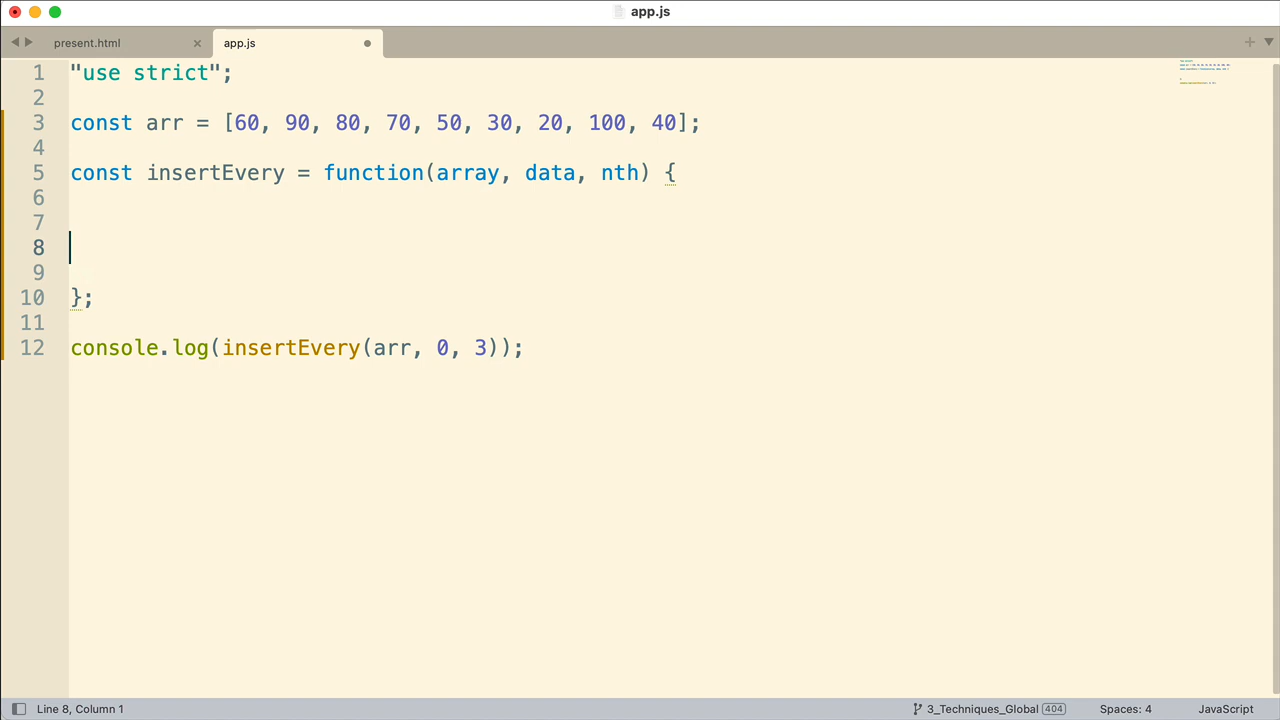 app.js
present.html × app.js
1 "use strict";
2
3 const arr = [60, 90, 80, 70, 50, 30, 20, 100, 40];
4
5 const insertEvery = function(array, data, nth) {
6
7
8
9
10 };
11
12 console.log(insertEvery(arr, 0, 3));
Line 8, Column 1 3_Techniques_Global 404 Spaces: 4 JavaScript